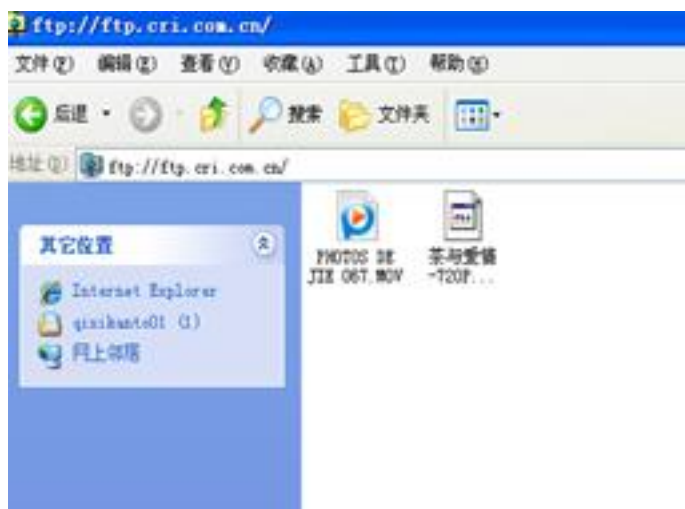 ftp://ftp.cri.com.cn/
文件(F) 编辑(E) 查看(V) 收藏(A) 工具(T) 帮助(H)
后退 搜索 文件夹
地址(D) ftp://ftp.cri.com.cn/
其它位置
Internet Explorer
(1)
网上邻居
PHOTOS DE
JIE 067.MOV
茶与爱情
-720P...